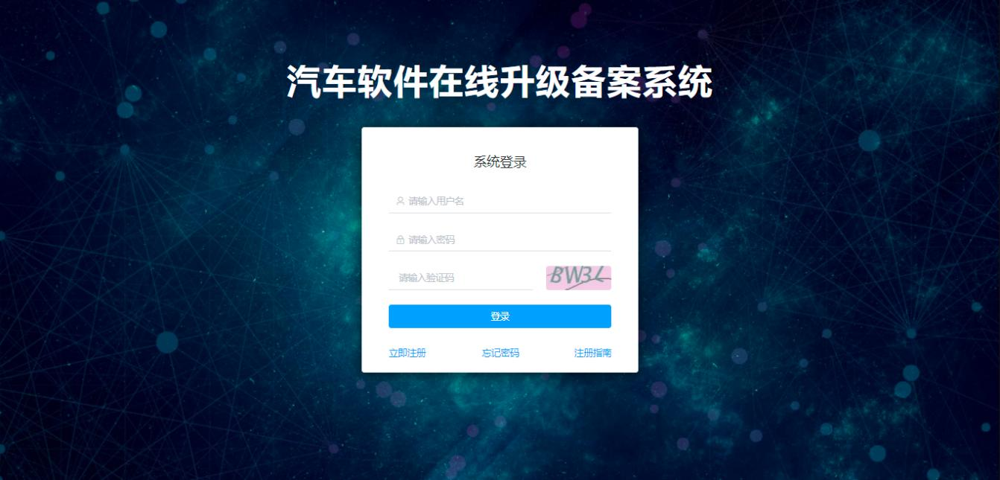 汽车软件在线升级备案系统
系统登录
请输入用户名
请输入密码
请输入验证码 BW3L
登录
立即注册 忘记密码 注册指南